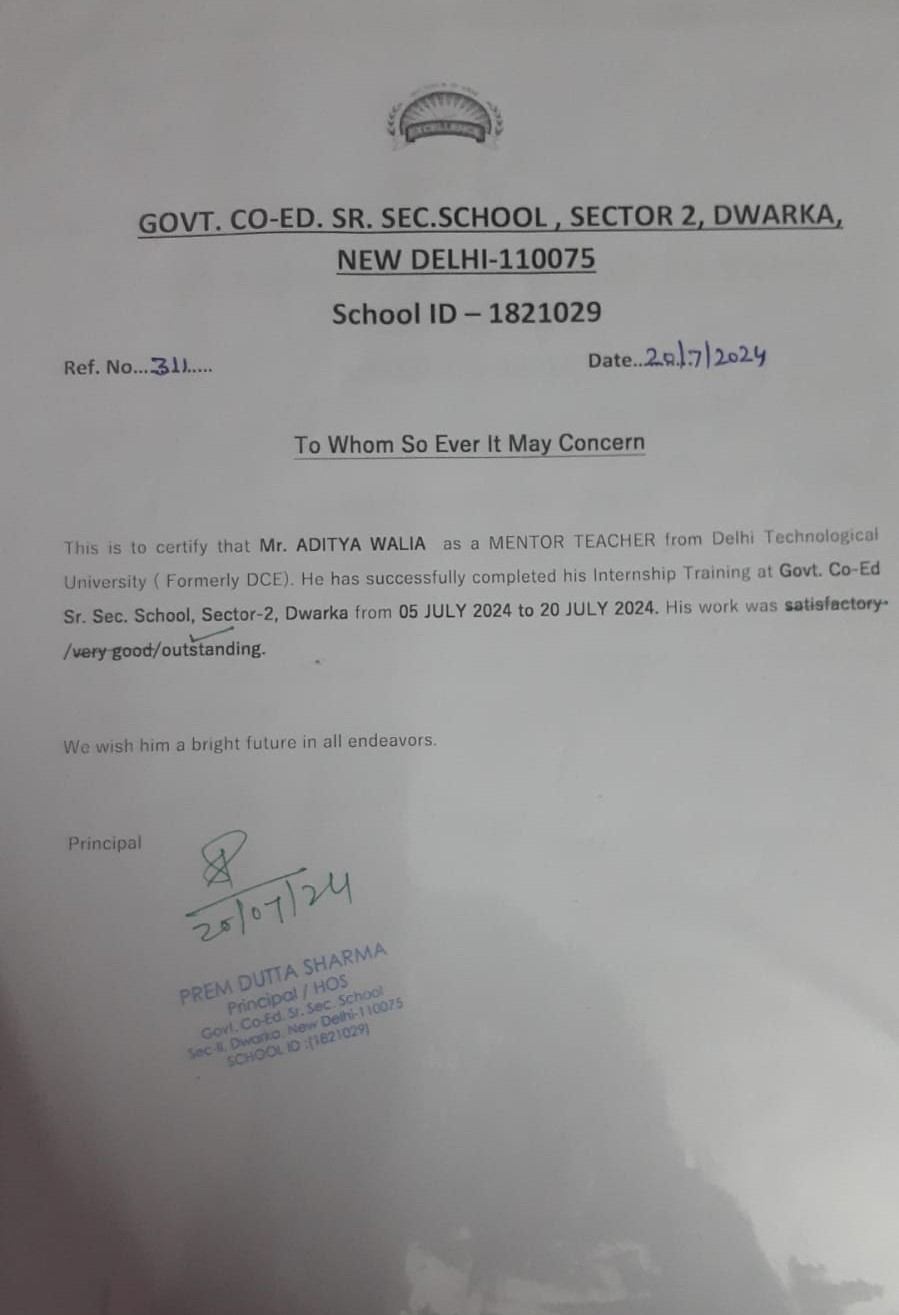 GOVT. CO-ED. SR. SEC.SCHOOL , SECTOR 2, DWARKA,
NEW DELHI-110075
School ID – 1821029
Ref. No...311.....
Date..20/7/2024
To Whom So Ever It May Concern
This is to certify that Mr. ADITYA WALIA as a MENTOR TEACHER from Delhi Technological
University ( Formerly DCE). He has successfully completed his Internship Training at Govt. Co-Ed
Sr. Sec. School, Sector-2, Dwarka from 05 JULY 2024 to 20 JULY 2024. His work was satisfactory
/very good/outstanding.
We wish him a bright future in all endeavors.
Principal
20/07/24
PREM DUTTA SHARMA
Principal / HOS
Govt. Co-Ed. Sr. Sec. School
Sec-II, Dwarka, New Delhi-110075
SCHOOL ID :(1821029)